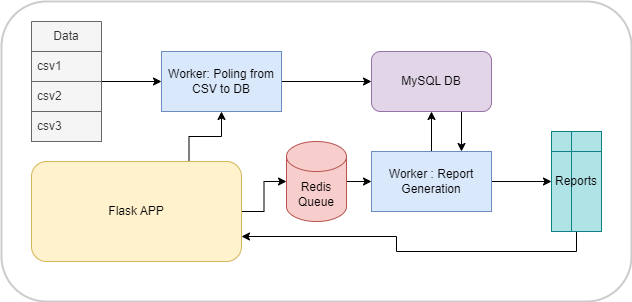 Data
csv1
csv2
csv3
Worker: Poling from
CSV to DB
MySQL DB
Flask APP
Redis
Queue
Worker : Report
Generation
Reports